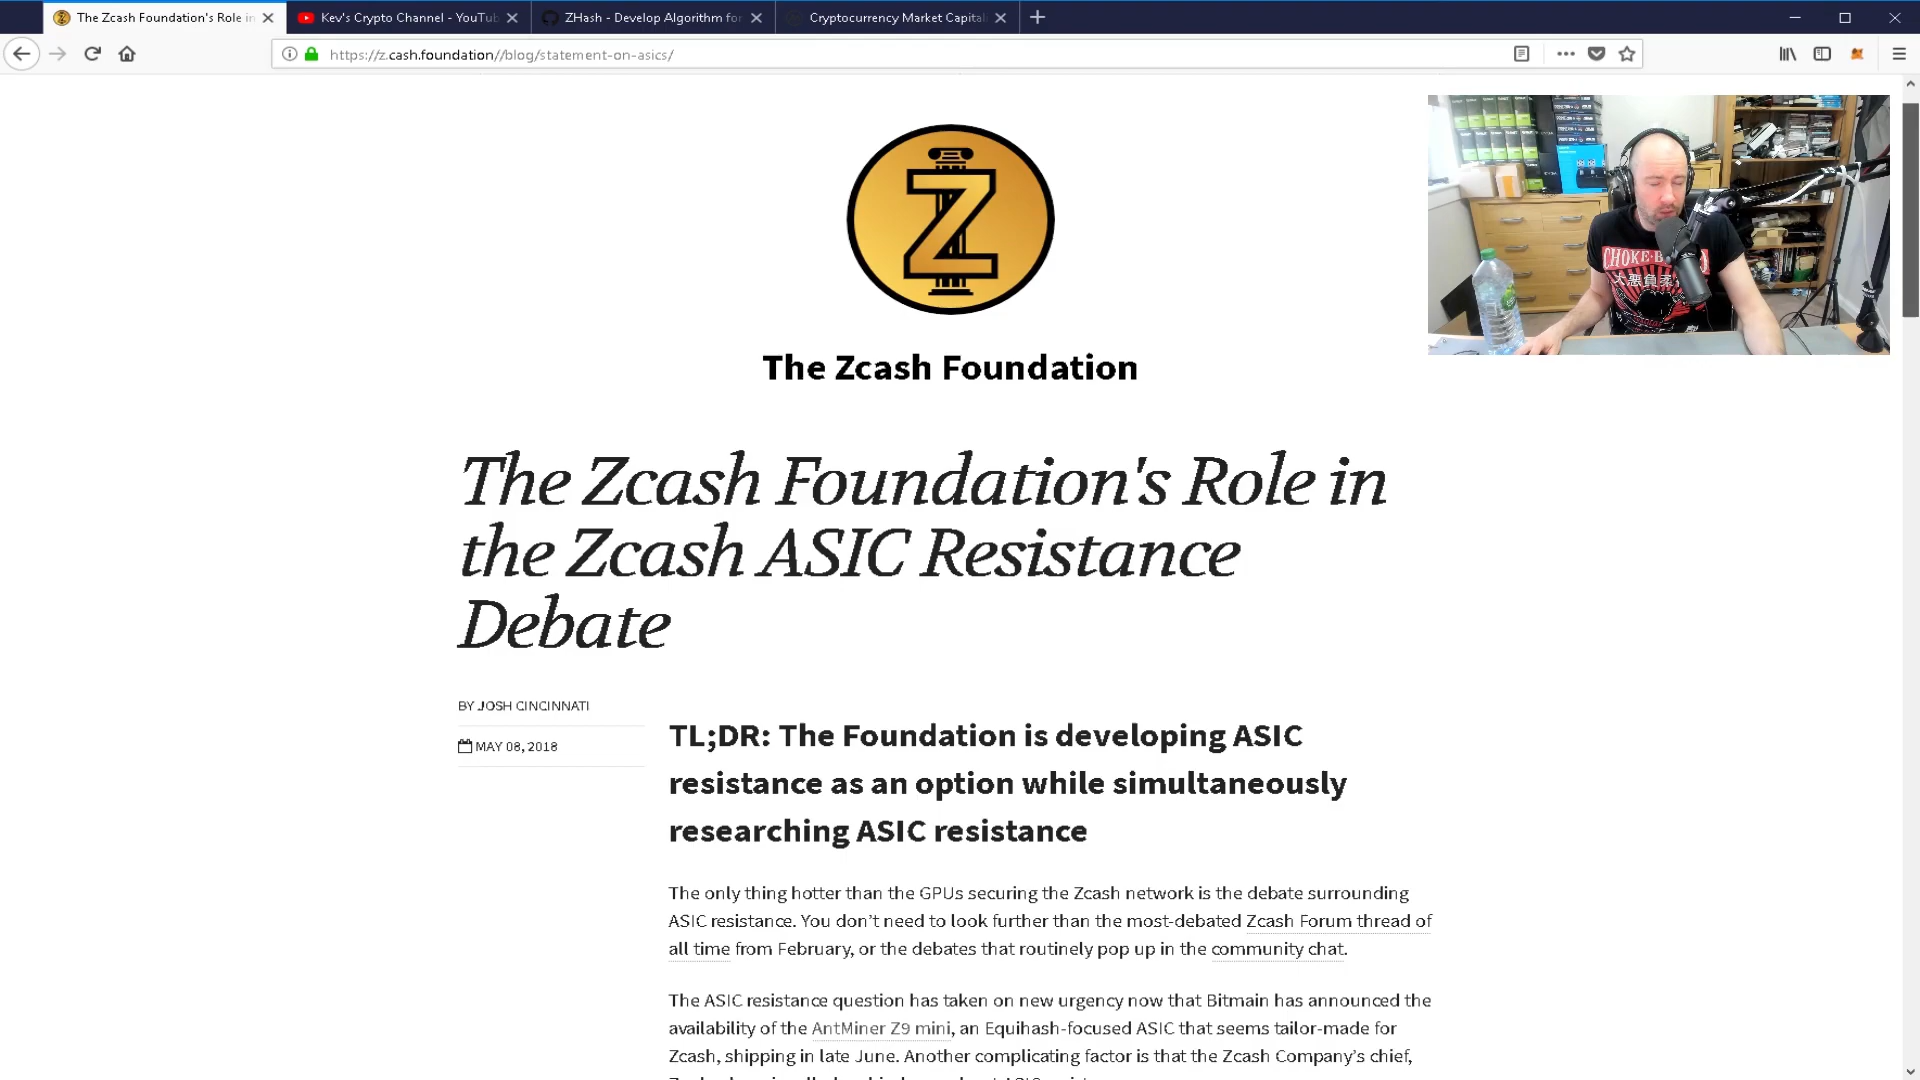 The Zcash Foundation's Role in
Kev's Crypto Channel - YouTub
ZHash - Develop Algorithm for
Cryptocurrency Market Capital
https://z.cash.foundation//blog/statement-on-asics/
Z
CHOKE
The Zcash Foundation
The Zcash Foundation's Role in
the Zcash ASIC Resistance
Debate
BY JOSH CINCINNATI
MAY 08, 2018
TL;DR: The Foundation is developing ASIC
resistance as an option while simultaneously
researching ASIC resistance
The only thing hotter than the GPUs securing the Zcash network is the debate surrounding
ASIC resistance. You don't need to look further than the most-debated Zcash Forum thread of
all time from February, or the debates that routinely pop up in the community chat.
The ASIC resistance question has taken on new urgency now that Bitmain has announced the
availability of the AntMiner Z9 mini, an Equihash-focused ASIC that seems tailor-made for
Zcash, shipping in late June. Another complicating factor is that the Zcash Company's chief,